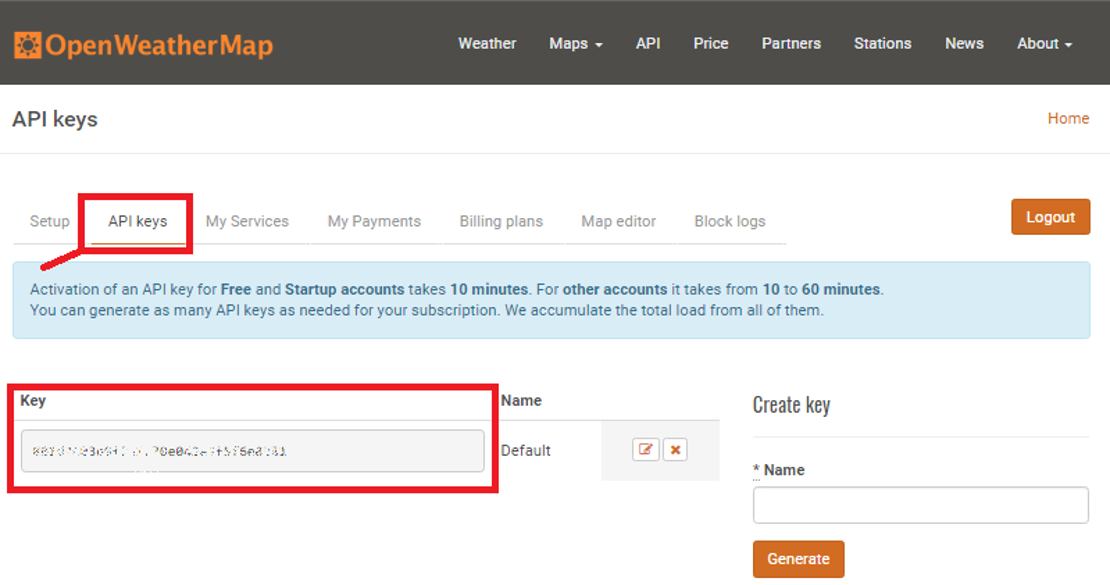 OpenWeatherMap
Weather Maps API Price Partners Stations News About
API keys
Home
Setup API keys My Services My Payments Billing plans Map editor Block logs
Logout
Activation of an API key for Free and Startup accounts takes 10 minutes. For other accounts it takes from 10 to 60 minutes.
You can generate as many API keys as needed for your subscription. We accumulate the total load from all of them.
Key Name
Default
Create key
* Name
Generate